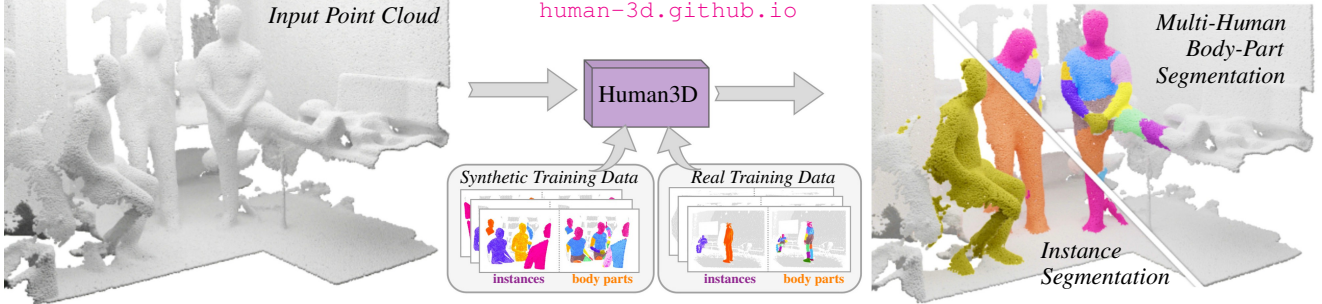 Input Point Cloud
human-3d.github.io
Human3D
Synthetic Training Data
instances
body parts
Real Training Data
instances
body parts
Multi-Human
Body-Part
Segmentation
Instance
Segmentation